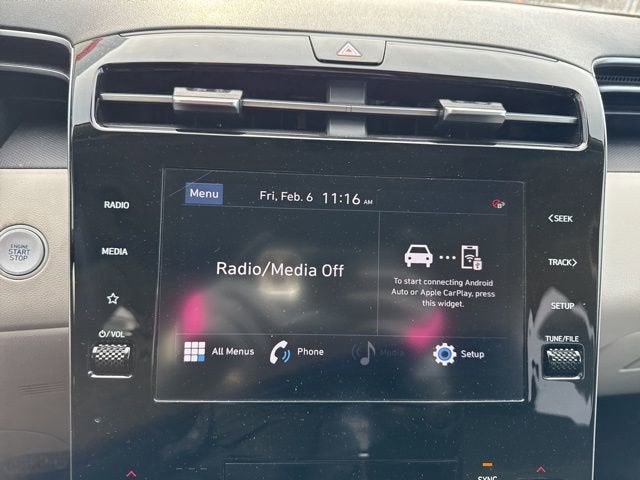 ENGINE
START
STOP
RADIO
MEDIA
VOL
Menu
Fri, Feb. 6 11:16 AM
Radio/Media Off
To start connecting Android
Auto or Apple CarPlay, press
this widget.
All Menus
Phone
Media
Setup
<SEEK
TRACK>
SETUP
TUNE/FILE
SYNC